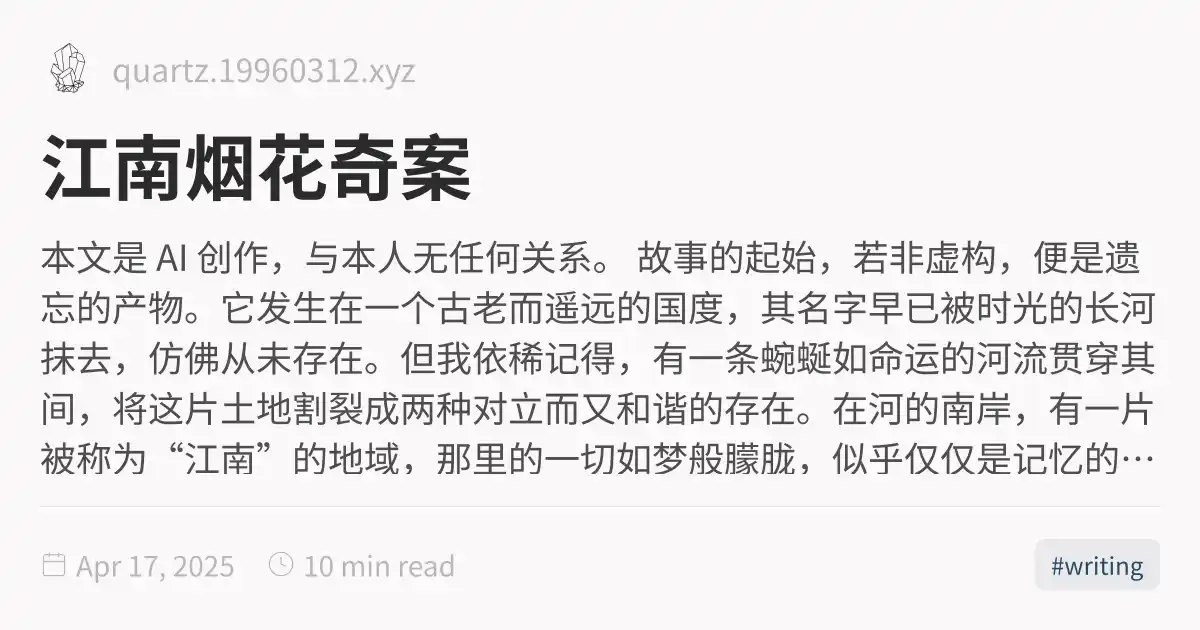 quartz.19960312.xyz
江南烟花奇案
本文是 AI 创作，与本人无任何关系。 故事的起始，若非虚构，便是遗
忘的产物。它发生在一个古老而遥远的国度，其名字早已被时光的长河
抹去，仿佛从未存在。但我依稀记得，有一条蜿蜒如命运的河流贯穿其
间，将这片土地割裂成两种对立而又和谐的存在。在河的南岸，有一片
被称为“江南”的地域，那里的一切如梦般朦胧，似乎仅仅是记忆的…
Apr 17, 2025 10 min read #writing